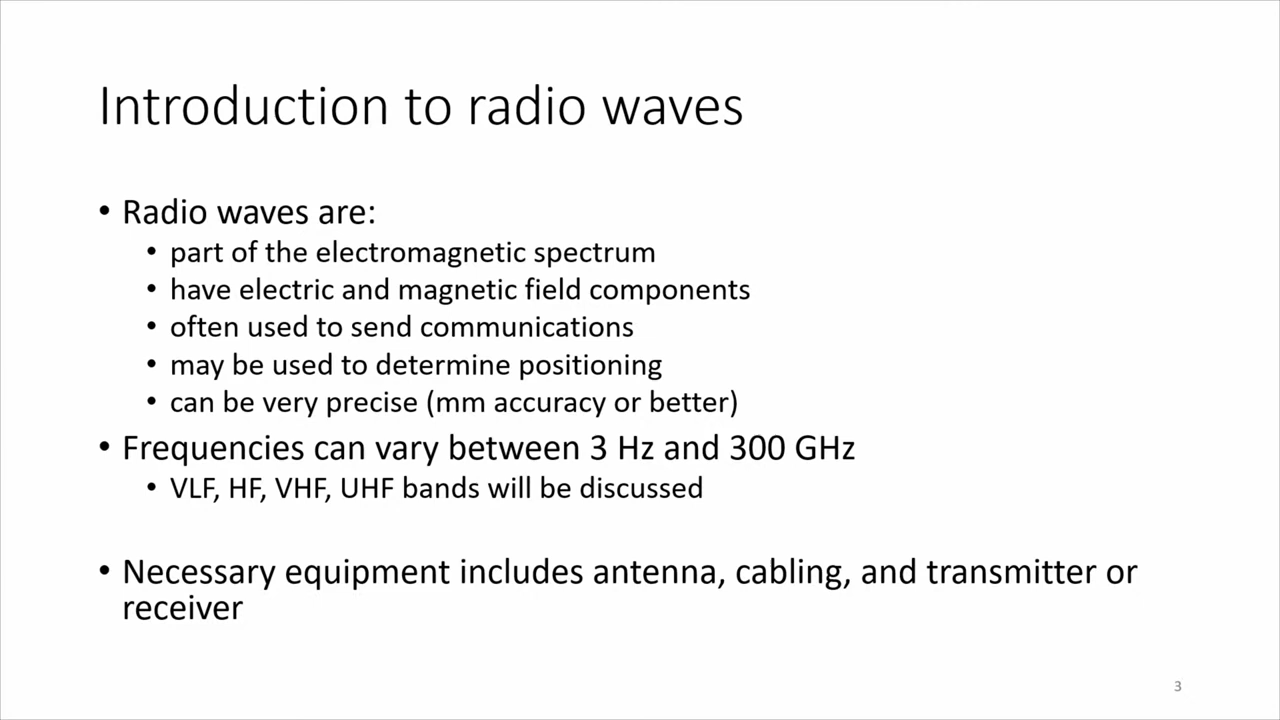 Introduction to radio waves
• Radio waves are:
• part of the electromagnetic spectrum
• have electric and magnetic field components
• often used to send communications
• may be used to determine positioning
• can be very precise (mm accuracy or better)
• Frequencies can vary between 3 Hz and 300 GHz
• VLF, HF, VHF, UHF bands will be discussed
• Necessary equipment includes antenna, cabling, and transmitter or
receiver
3